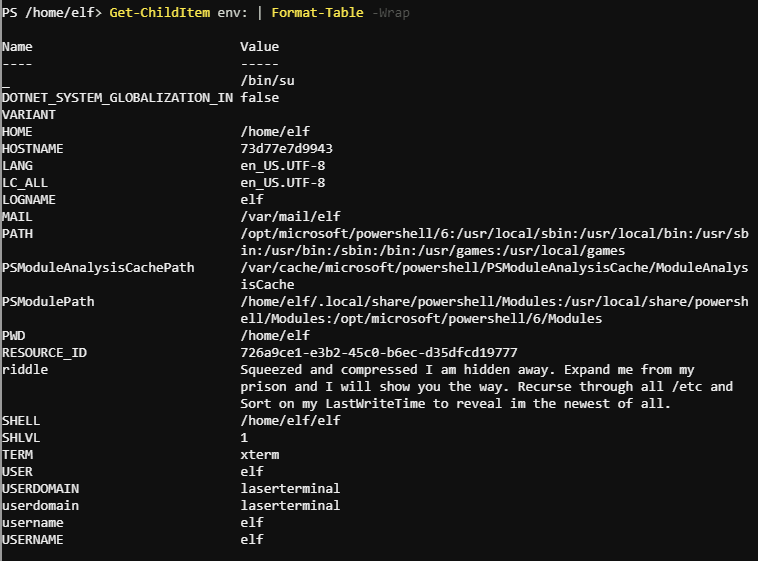 PS /home/elf> Get-ChildItem env: | Format-Table -Wrap
Name Value
---- -----
_ /bin/su
DOTNET_SYSTEM_GLOBALIZATION_IN false
VARIANT
HOME /home/elf
HOSTNAME 73d77e7d9943
LANG en_US.UTF-8
LC_ALL en_US.UTF-8
LOGNAME elf
MAIL /var/mail/elf
PATH /opt/microsoft/powershell/6:/usr/local/sbin:/usr/local/bin:/usr/sb
in:/usr/bin:/sbin:/bin:/usr/games:/usr/local/games
PSModuleAnalysisCachePath /var/cache/microsoft/powershell/PSModuleAnalysisCache/ModuleAnalys
isCache
PSModulePath /home/elf/.local/share/powershell/Modules:/usr/local/share/powersh
ell/Modules:/opt/microsoft/powershell/6/Modules
PWD /home/elf
RESOURCE_ID 726a9ce1-e3b2-45c0-b6ec-d35dfcd19777
riddle Squeezed and compressed I am hidden away. Expand me from my
prison and I will show you the way. Recurse through all /etc and
Sort on my LastWriteTime to reveal im the newest of all.
SHELL /home/elf/elf
SHLVL 1
TERM xterm
USER elf
USERDOMAIN laserterminal
userdomain laserterminal
username elf
USERNAME elf